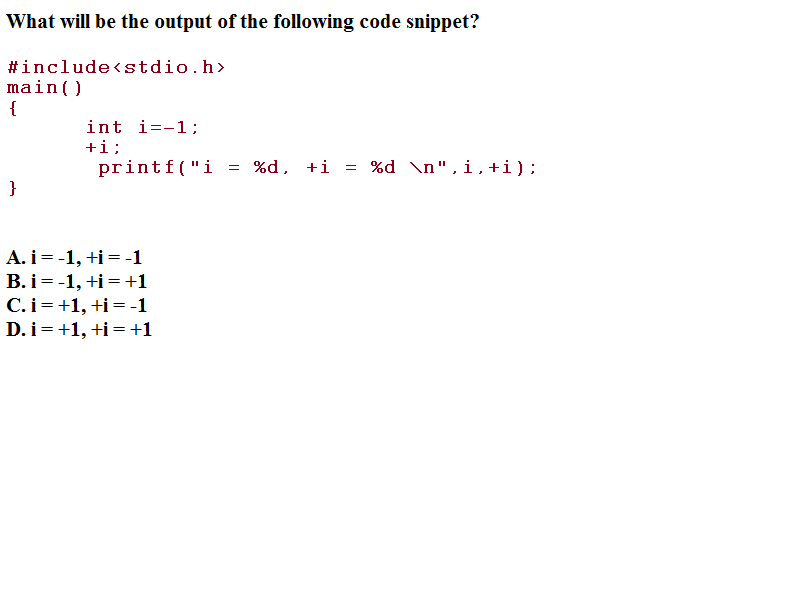 What will be the output of the following code snippet?
#include<stdio.h>
main()
{
int i=-1;
+i;
printf("i = %d, +i = %d \n",i,+i);
}
A. i = -1, +i = -1
B. i = -1, +i = +1
C. i = +1, +i = -1
D. i = +1, +i = +1